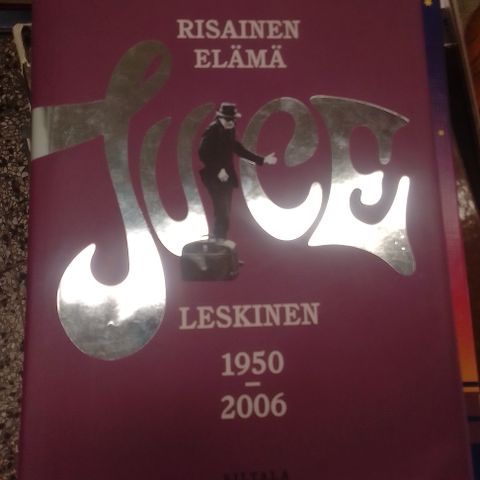 RISAINEN
ELÄMÄ
JUICE
LESKINEN
1950
–
2006